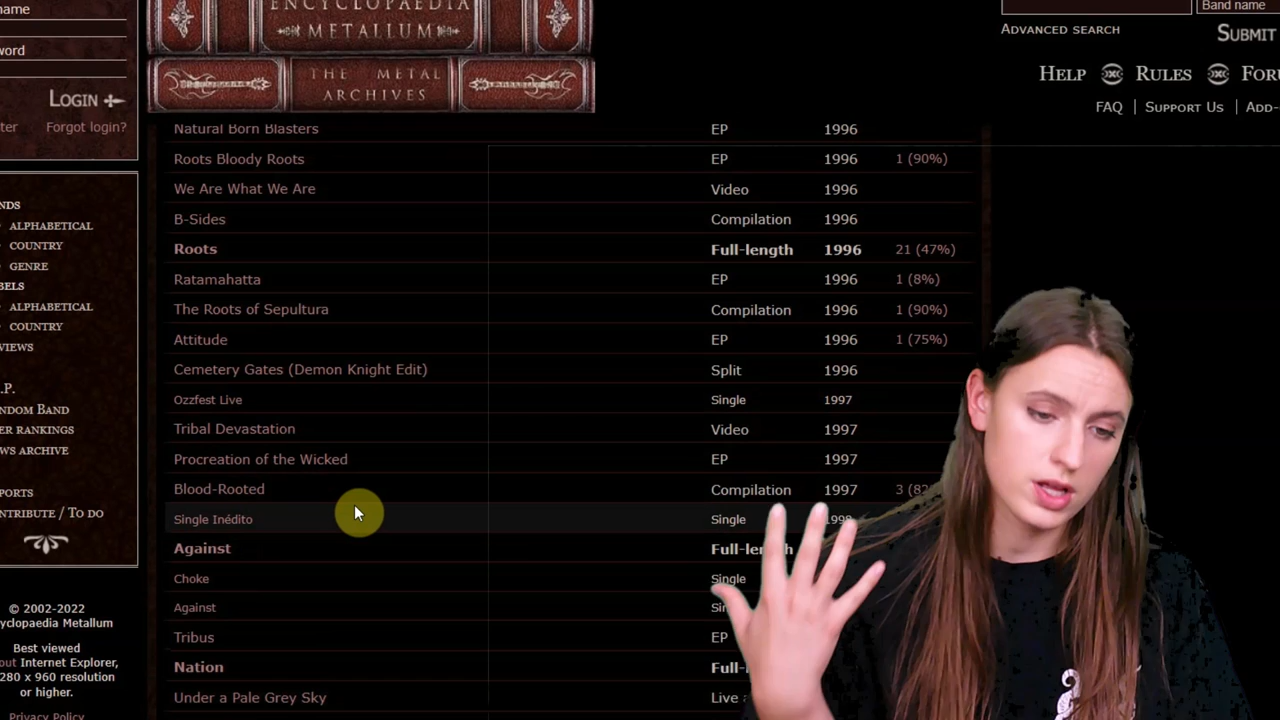 name
word
LOGIN
ter Forgot login?
NDS
ALPHABETICAL
COUNTRY
GENRE
BELS
ALPHABETICAL
COUNTRY
VIEWS
.P.
NDOM BAND
ER RANKINGS
WS ARCHIVE
PORTS
NTRIBUTE / TO DO
© 2002-2022
cyclopaedia Metallum
Best viewed
out Internet Explorer,
280 x 960 resolution
or higher.
Privacy Policy
ENCYCLOPAEDIA
METALLUM
THE METAL
ARCHIVES
Band name
ADVANCED SEARCH
SUBMIT
HELP RULES FORU
FAQ | SUPPORT US | ADD-
Natural Born Blasters EP 1996
Roots Bloody Roots EP 1996 1 (90%)
We Are What We Are Video 1996
B-Sides Compilation 1996
Roots Full-length 1996 21 (47%)
Ratamahatta EP 1996 1 (8%)
The Roots of Sepultura Compilation 1996 1 (90%)
Attitude EP 1996 1 (75%)
Cemetery Gates (Demon Knight Edit) Split 1996
Ozzfest Live Single 1997
Tribal Devastation Video 1997
Procreation of the Wicked EP 1997
Blood-Rooted Compilation 1997 3 (82
Single Inédito Single 1998
Against Full-length
Choke Single
Against Sin
Tribus EP
Nation Full-l
Under a Pale Grey Sky Live